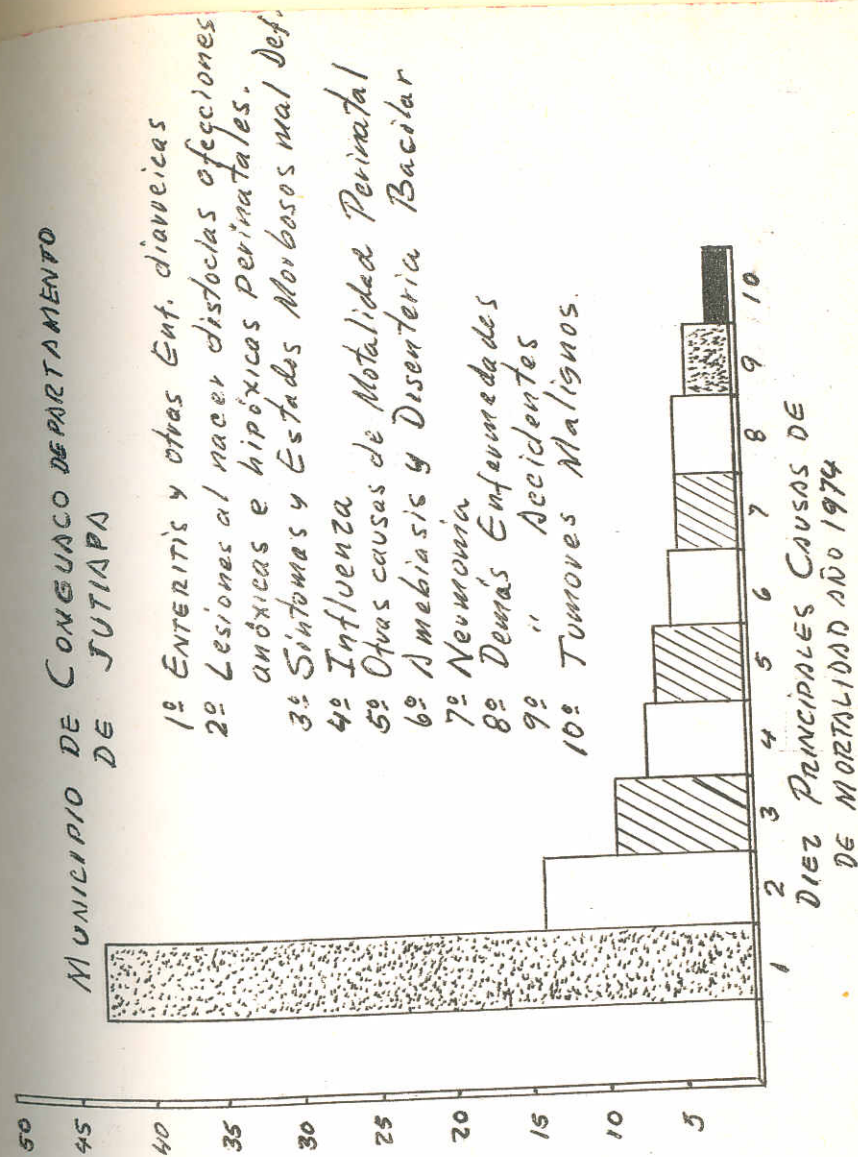 MUNICIPIO DE CONGUACO DEPARTAMENTO
DE JUTIAPA
1º ENTERITIS y otras Enf. diarreicas
2º Lesiones al nacer distocias afecciones
anóxicas e hipóxicas perinatales.
3º Síntomas y Estados Morbosos mal Def.
4º Influenza
5º Otras causas de Motalidad Perinatal
6º Amebiasis y Disenteria Bacilar
7º Neumonia
8º Demás Enfermedades
9º " Accidentes
10º Tumores Malignos.
50
45
40
35
30
25
20
15
10
5
1 2 3 4 5 6 7 8 9 10
DIEZ PRINCIPALES CAUSAS DE
DE MORTALIDAD AÑO 1974